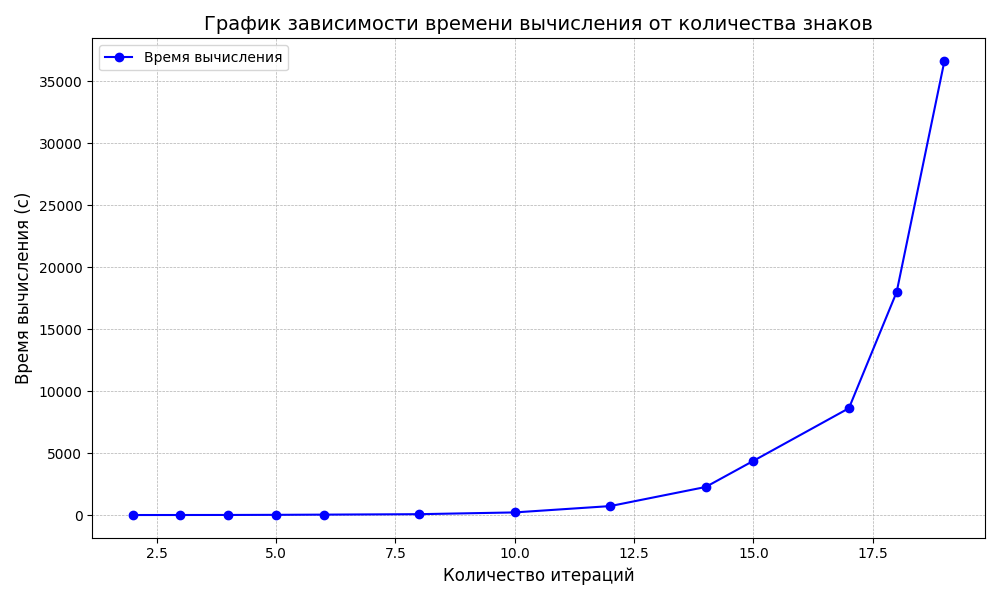 График зависимости времени вычисления от количества знаков
Время вычисления
35000
30000
25000
20000
15000
10000
5000
0
Время вычисления (с)
2.5 5.0 7.5 10.0 12.5 15.0 17.5
Количество итераций